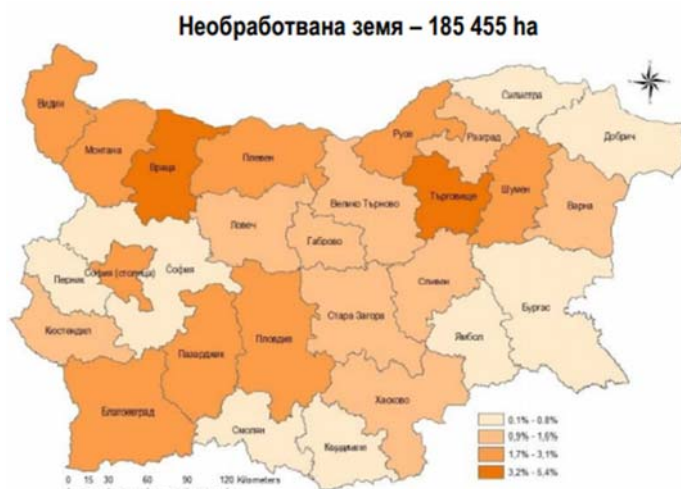 Необработвана земя – 185 455 ha
Силистра
Видин
Добрич
Русе
Разград
Монтана
Враца
Плевен
Шумен
Велико Търново
Търговище
Варна
Ловеч
Габрово
София (столица)
София
Перник
Сливен
Бургас
Стара Загора
Кюстендил
Ямбол
Пловдив
Пазарджик
Хасково
Благоевград
0,1% - 0,8%
Смолян
0,9% - 1,6%
Кърджали
1,7% - 3,1%
0 15 30 60 90 120 Kilometers
3,2% - 5,4%